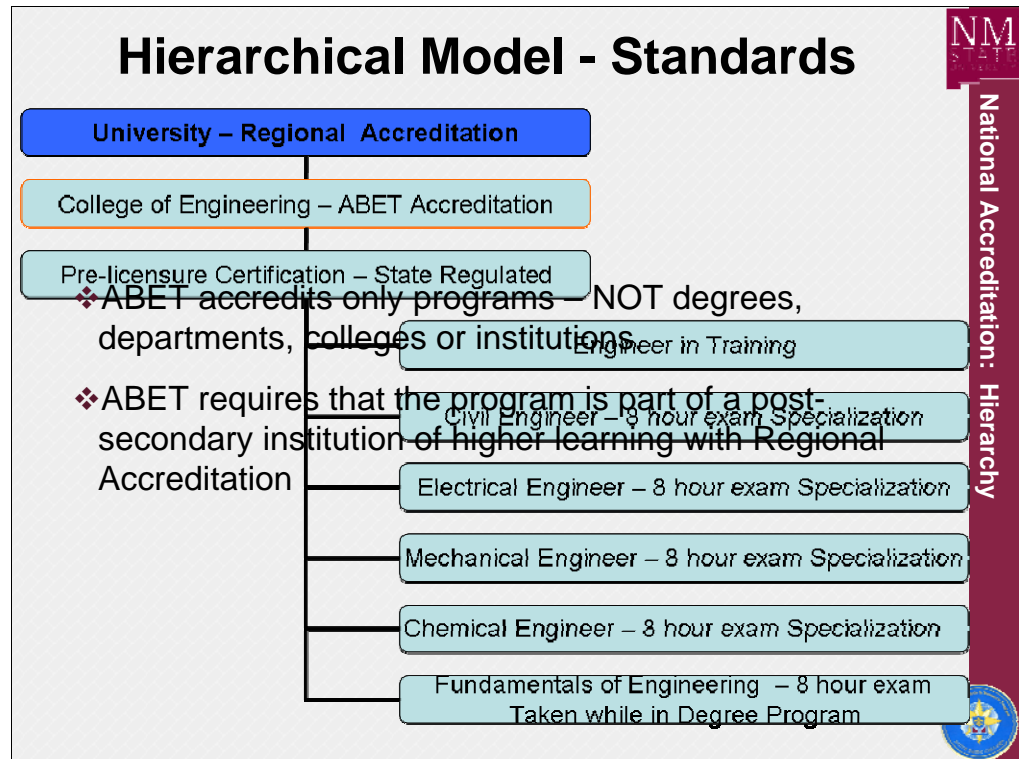 Hierarchical Model - Standards
NM
STATE
University – Regional Accreditation
College of Engineering – ABET Accreditation
Pre-licensure Certification – State Regulated
❖ABET accredits only programs – NOT degrees,
departments, colleges or institutions.
Engineer in Training
❖ABET requires that the program is part of a post-
secondary institution of higher learning with Regional
Accreditation
Civil Engineer – 8 hour exam Specialization
Electrical Engineer – 8 hour exam Specialization
Mechanical Engineer – 8 hour exam Specialization
Chemical Engineer – 8 hour exam Specialization
Fundamentals of Engineering – 8 hour exam
Taken while in Degree Program
National Accreditation: Hierarchy